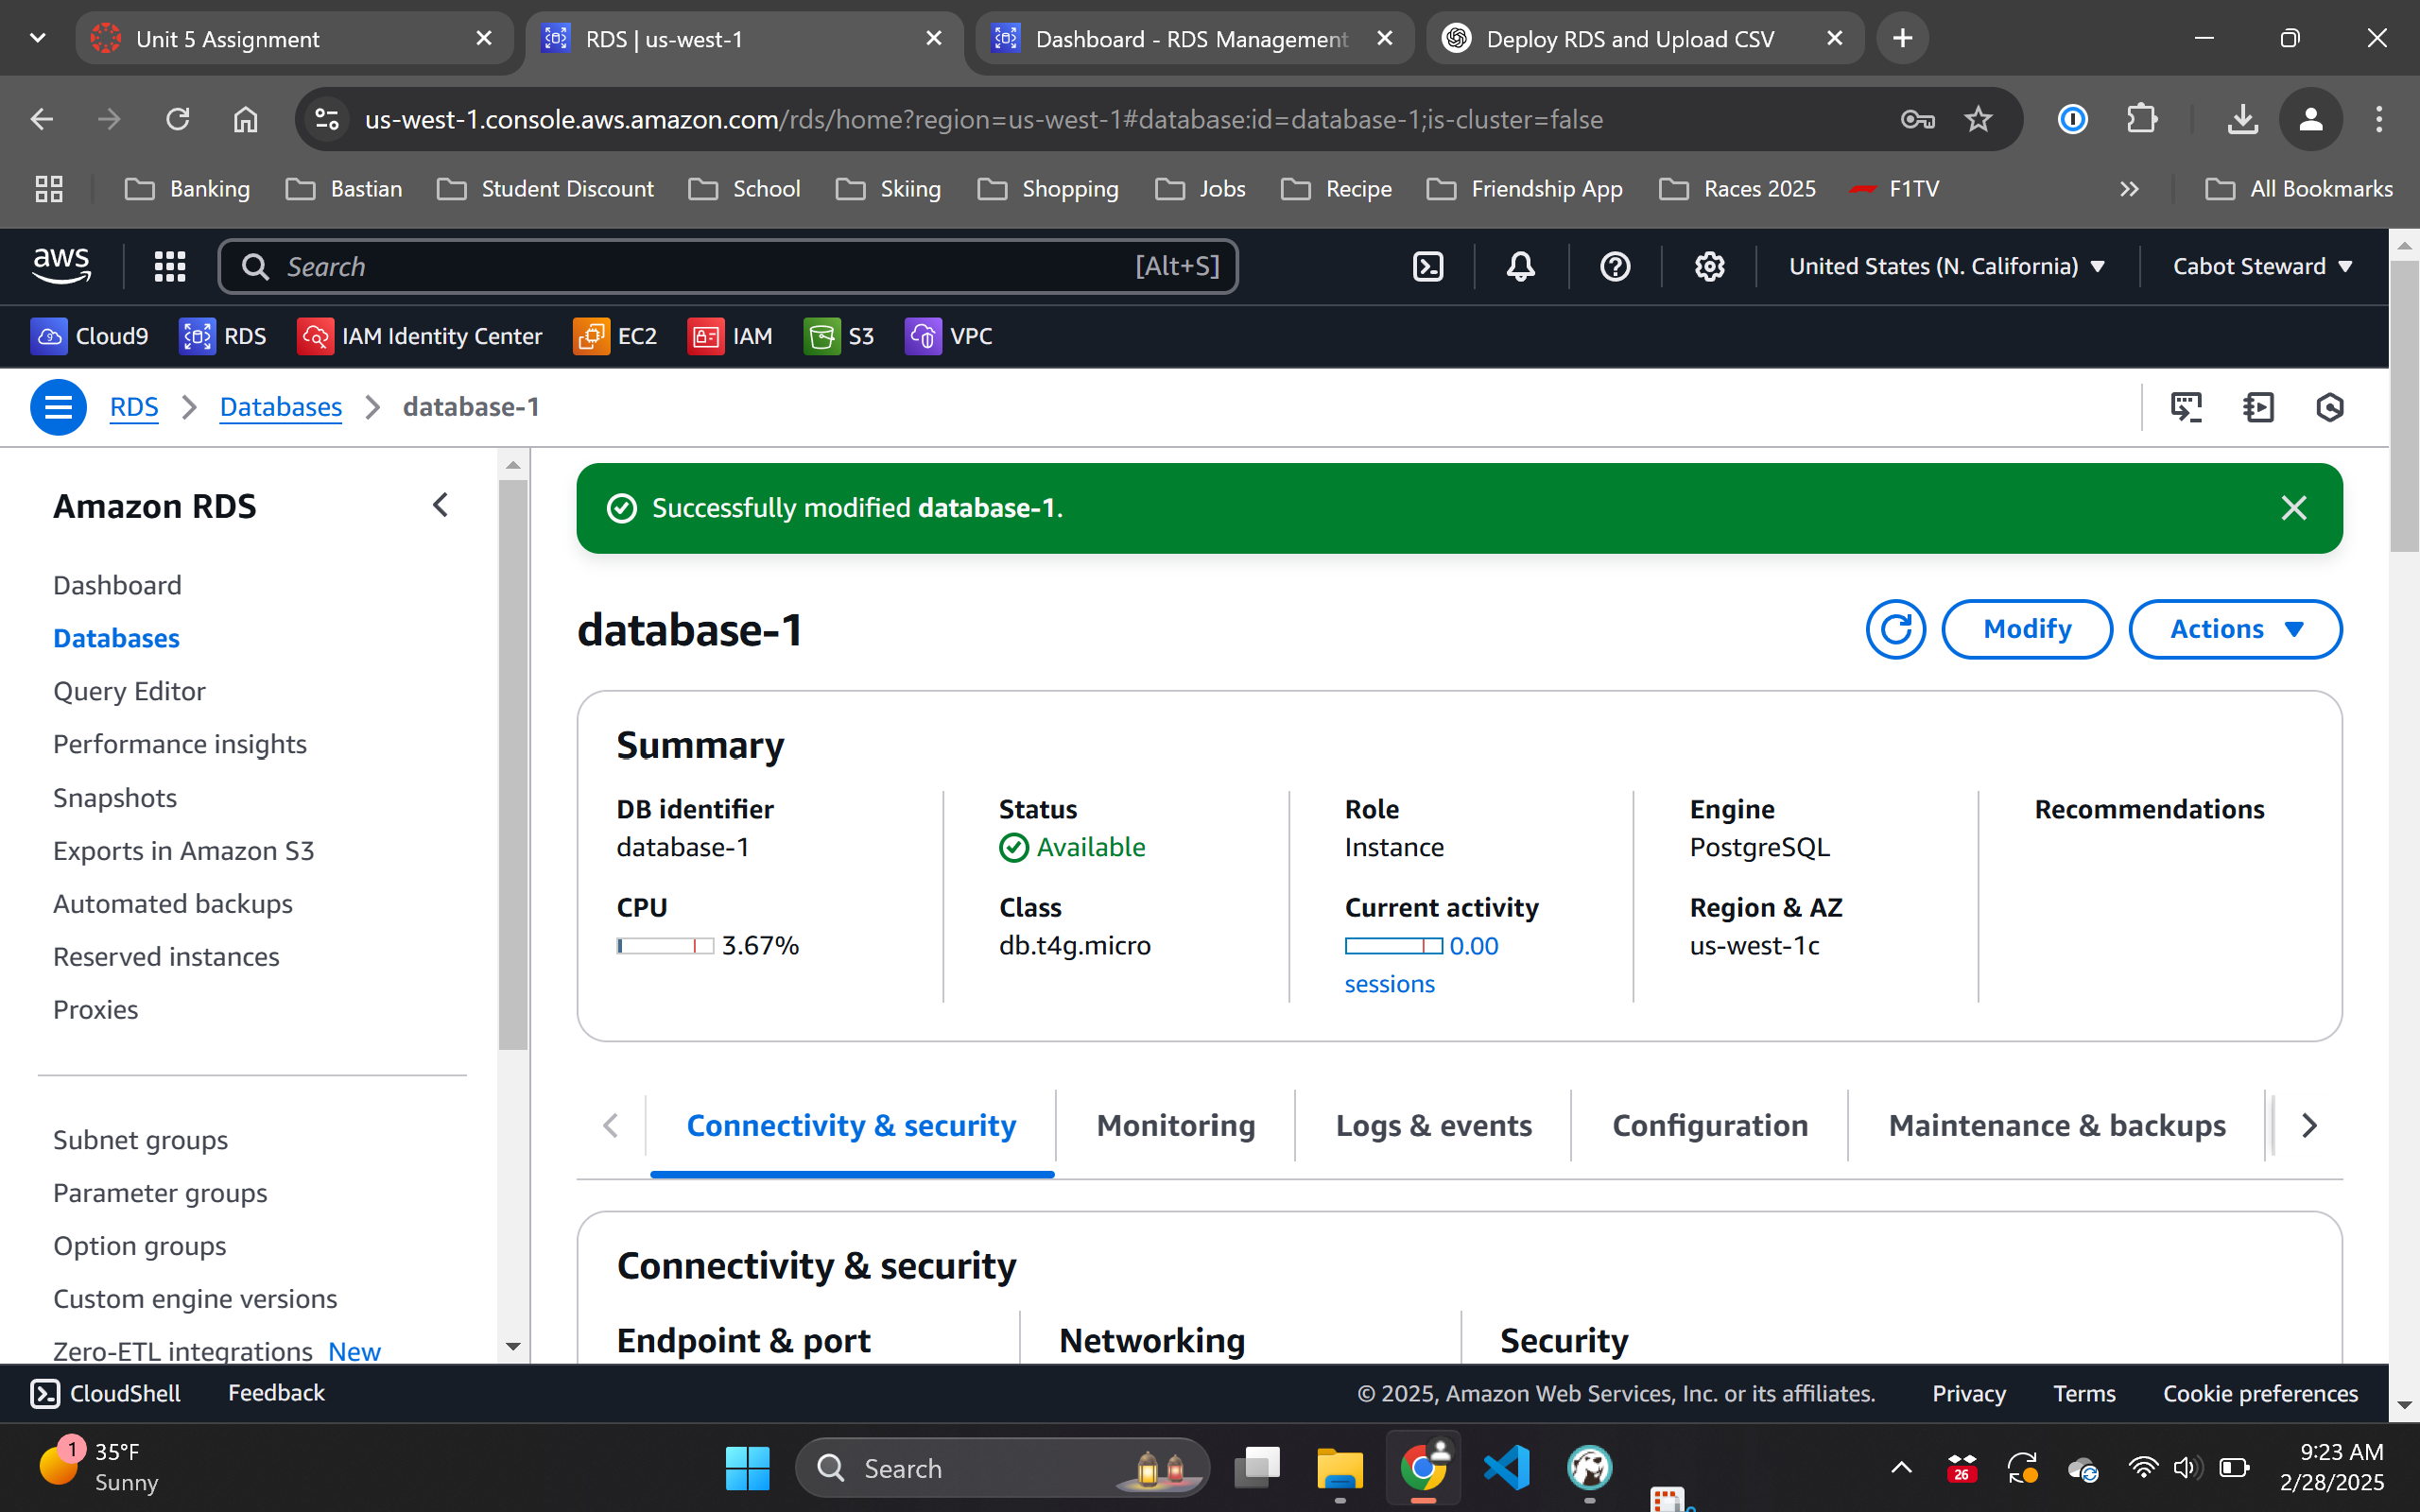 Unit 5 Assignment
RDS | us-west-1
Dashboard - RDS Management
Deploy RDS and Upload CSV
us-west-1.console.aws.amazon.com/rds/home?region=us-west-1#database:id=database-1;is-cluster=false
Banking
Bastian
Student Discount
School
Skiing
Shopping
Jobs
Recipe
Friendship App
Races 2025
F1TV
All Bookmarks
aws
Search
[Alt+S]
United States (N. California)
Cabot Steward
Cloud9
RDS
IAM Identity Center
EC2
IAM
S3
VPC
RDS
Databases
database-1
Amazon RDS
Dashboard
Databases
Query Editor
Performance insights
Snapshots
Exports in Amazon S3
Automated backups
Reserved instances
Proxies
Subnet groups
Parameter groups
Option groups
Custom engine versions
Zero-ETL integrations New
Successfully modified database-1.
database-1
Modify
Actions
Summary
DB identifier
database-1
Status
Available
Role
Instance
Engine
PostgreSQL
Recommendations
CPU
3.67%
Class
db.t4g.micro
Current activity
0.00
sessions
Region & AZ
us-west-1c
Connectivity & security
Monitoring
Logs & events
Configuration
Maintenance & backups
Connectivity & security
Endpoint & port
Networking
Security
CloudShell
Feedback
© 2025, Amazon Web Services, Inc. or its affiliates.
Privacy
Terms
Cookie preferences
1
35°F
Sunny
Search
26
9:23 AM
2/28/2025